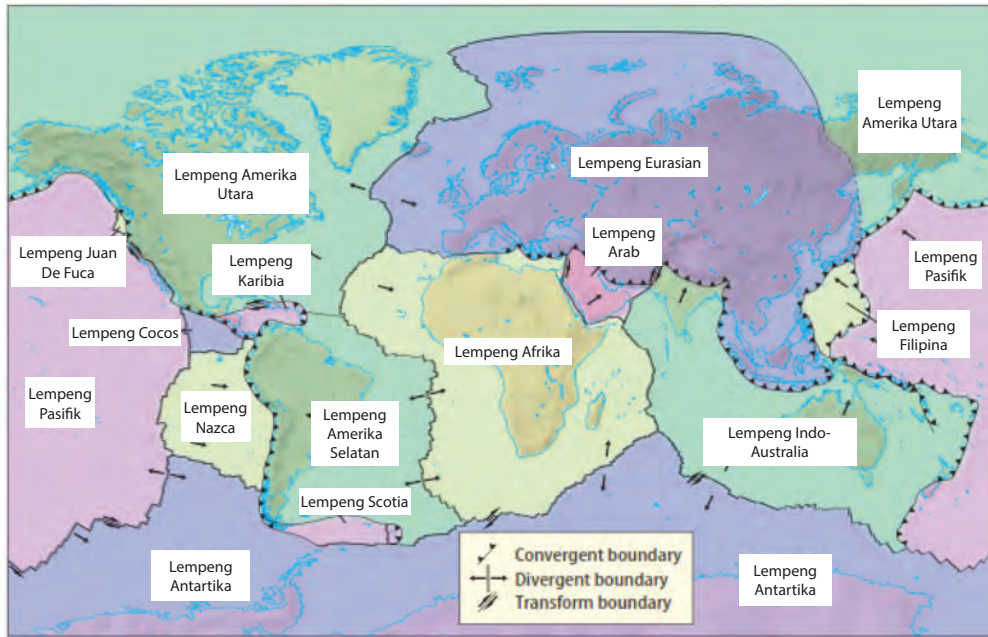 Lempeng
Amerika Utara
Lempeng Eurasian
Lempeng Amerika
Utara
Lempeng
Arab
Lempeng Juan
De Fuca
Lempeng
Karibia
Lempeng
Pasifik
Lempeng Cocos
Lempeng
Filipina
Lempeng Afrika
Lempeng
Pasifik
Lempeng
Nazca
Lempeng
Amerika
Selatan
Lempeng Indo-
Australia
Lempeng Scotia
Lempeng
Antartika
Convergent boundary
Divergent boundary
Transform boundary
Lempeng
Antartika